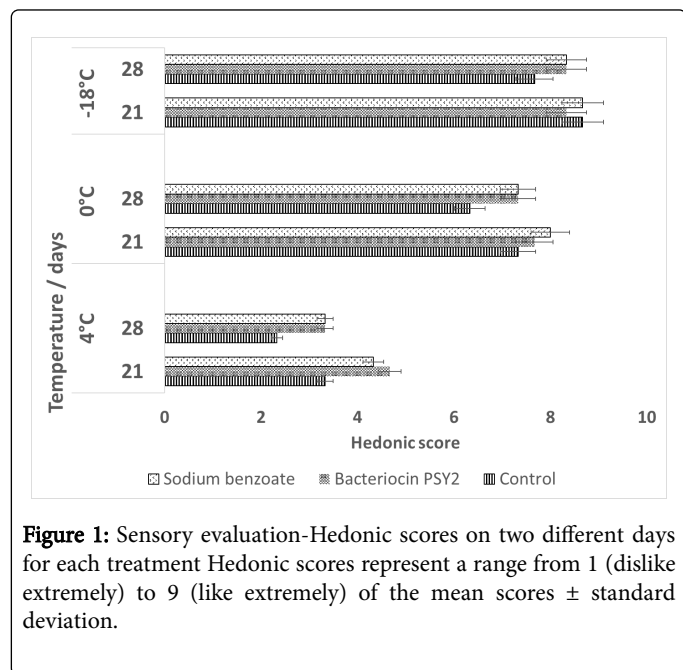 -18°C
28
21
0°C
28
21
4°C
28
21
Temperature / days
0 2 4 6 8 10
Hedonic score
Sodium benzoate Bacteriocin PSY2 Control
Figure 1: Sensory evaluation-Hedonic scores on two different days
for each treatment Hedonic scores represent a range from 1 (dislike
extremely) to 9 (like extremely) of the mean scores ± standard
deviation.